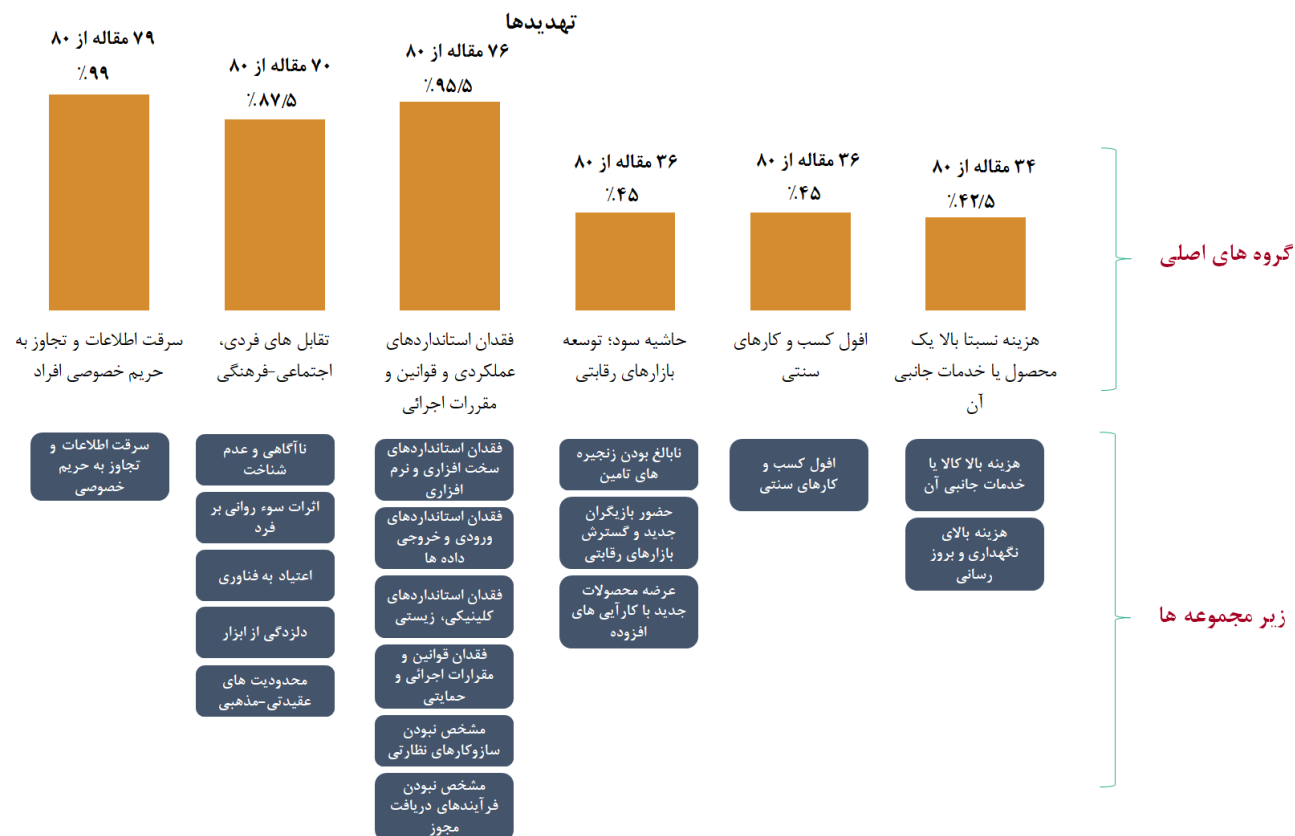 تهدیدها
۳۴ مقاله از ۸۰
٪۴۲/۵
۳۶ مقاله از ۸۰
٪۴۵
۳۶ مقاله از ۸۰
٪۴۵
۷۶ مقاله از ۸۰
٪۹۵/۵
۷۰ مقاله از ۸۰
٪۸۷/۵
۷۹ مقاله از ۸۰
٪۹۹
گروه های اصلی
هزینه نسبتا بالا یک
محصول یا خدمات جانبی
آن
افول کسب و کارهای
سنتی
حاشیه سود؛ توسعه
بازارهای رقابتی
فقدان استانداردهای
عملکردی و قوانین و
مقررات اجرائی
تقابل های فردی،
اجتماعی-فرهنگی
سرقت اطلاعات و تجاوز به
حریم خصوصی افراد
زیر مجموعه ها
هزینه بالا کالا یا
خدمات جانبی آن
هزینه بالای
نگهداری و بروز
رسانی
افول کسب و
کارهای سنتی
نابالغ بودن زنجیره
های تامین
حضور بازیگران
جدید و گسترش
بازارهای رقابتی
عرضه محصولات
جدید با کارآیی های
افزوده
فقدان استانداردهای
سخت افزاری و نرم
افزاری
فقدان استانداردهای
ورودی و خروجی
داده ها
فقدان استانداردهای
کلینیکی، زیستی
فقدان قوانین و
مقرارات اجرائی و
حمایتی
مشخص نبودن
سازوکارهای نظارتی
مشخص نبودن
فرآیندهای دریافت
مجوز
ناآگاهی و عدم
شناخت
اثرات سوء روانی بر
فرد
اعتیاد به فناوری
دلزدگی از ابزار
محدودیت های
عقیدتی-مذهبی
سرقت اطلاعات و
تجاوز به حریم
خصوصی